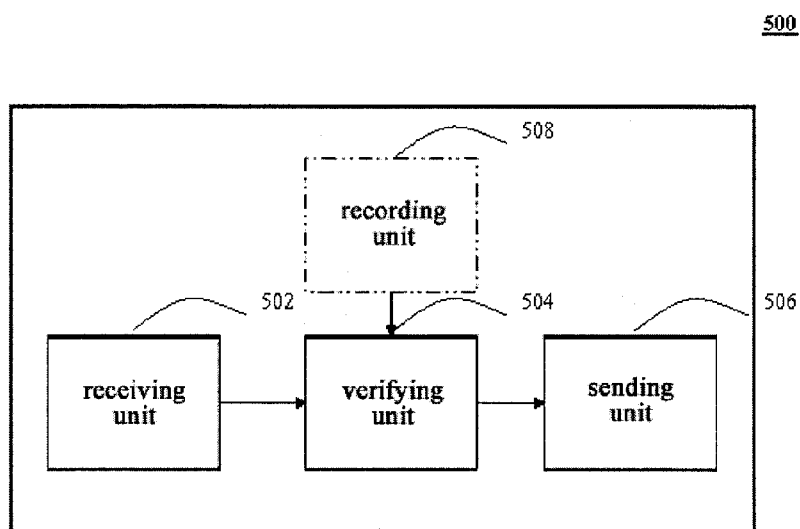 500
508
recording
unit
502
504
506
receiving
unit
verifying
unit
sending
unit